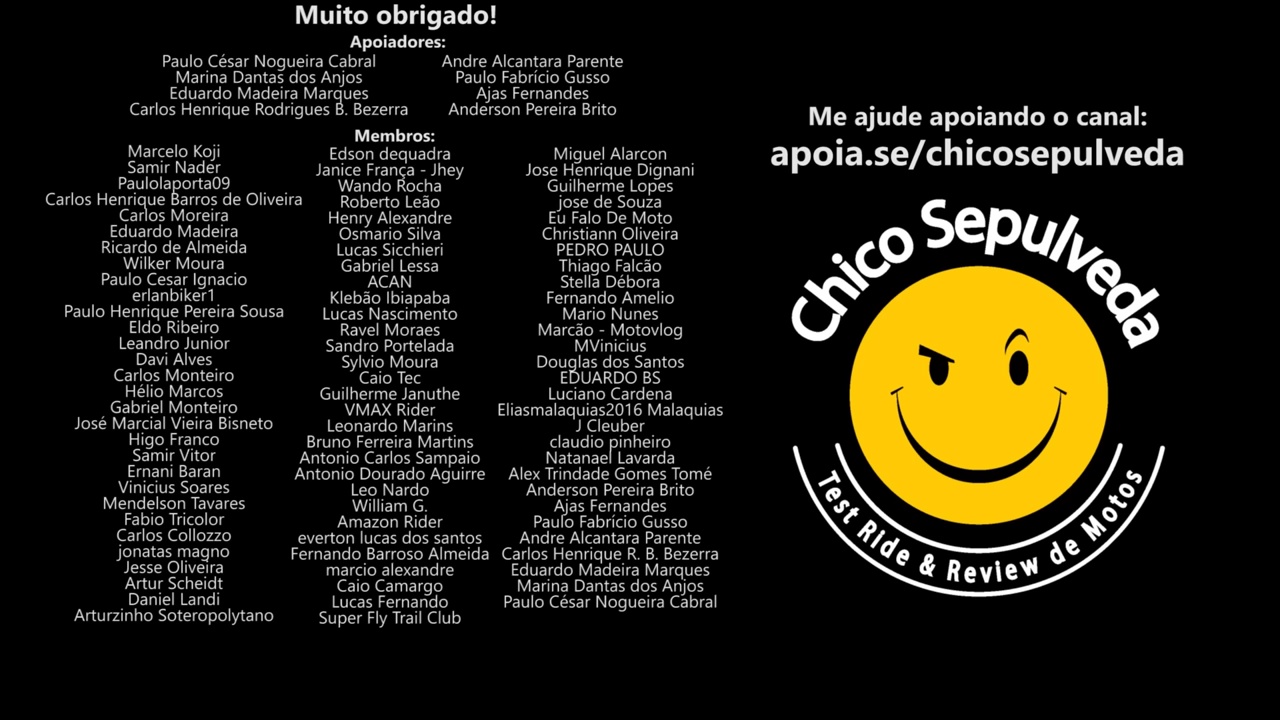 Muito obrigado!
Apoiadores:
Paulo César Nogueira Cabral
Marina Dantas dos Anjos
Eduardo Madeira Marques
Carlos Henrique Rodrigues B. Bezerra
Andre Alcantara Parente
Paulo Fabrício Gusso
Ajas Fernandes
Anderson Pereira Brito
Membros:
Marcelo Koji
Samir Nader
Paulolaporta09
Carlos Henrique Barros de Oliveira
Carlos Moreira
Eduardo Madeira
Ricardo de Almeida
Wilker Moura
Paulo Cesar Ignacio
erlanbiker1
Paulo Henrique Pereira Sousa
Eldo Ribeiro
Leandro Junior
Davi Alves
Carlos Monteiro
Hélio Marcos
Gabriel Monteiro
José Marcial Vieira Bisneto
Higo Franco
Samir Vitor
Ernani Baran
Vinicius Soares
Mendelson Tavares
Fabio Tricolor
Carlos Collozzo
jonatas magno
Jesse Oliveira
Artur Scheidt
Daniel Landi
Arturzinho Soteropolytano
Edson dequadra
Janice França - Jhey
Wando Rocha
Roberto Leão
Henry Alexandre
Osmario Silva
Lucas Sicchieri
Gabriel Lessa
ACAN
Klebão Ibiapaba
Lucas Nascimento
Ravel Moraes
Sandro Portelada
Sylvio Moura
Caio Tec
Guilherme Januthe
VMAX Rider
Leonardo Marins
Bruno Ferreira Martins
Antonio Carlos Sampaio
Antonio Dourado Aguirre
Leo Nardo
William G.
Amazon Rider
everton lucas dos santos
Fernando Barroso Almeida
marcio alexandre
Caio Camargo
Lucas Fernando
Super Fly Trail Club
Miguel Alarcon
Jose Henrique Dignani
Guilherme Lopes
jose de Souza
Eu Falo De Moto
Christiann Oliveira
PEDRO PAULO
Thiago Falcão
Stella Débora
Fernando Amelio
Mario Nunes
Marcão - Motovlog
MVinicius
Douglas dos Santos
EDUARDO BS
Luciano Cardena
Eliasmalaquias2016 Malaquias
J Cleuber
claudio pinheiro
Natanael Lavarda
Alex Trindade Gomes Tomé
Anderson Pereira Brito
Ajas Fernandes
Paulo Fabrício Gusso
Andre Alcantara Parente
Carlos Henrique R. B. Bezerra
Eduardo Madeira Marques
Marina Dantas dos Anjos
Paulo César Nogueira Cabral
Me ajude apoiando o canal:
apoia.se/chicosepulveda
Chico Sepulveda
Test Ride & Review de Motos